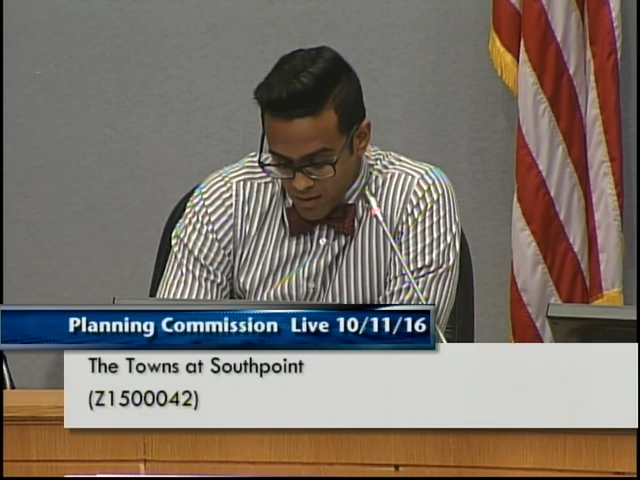 Planning Commission Live 10/11/16
The Towns at Southpoint
(Z1500042)